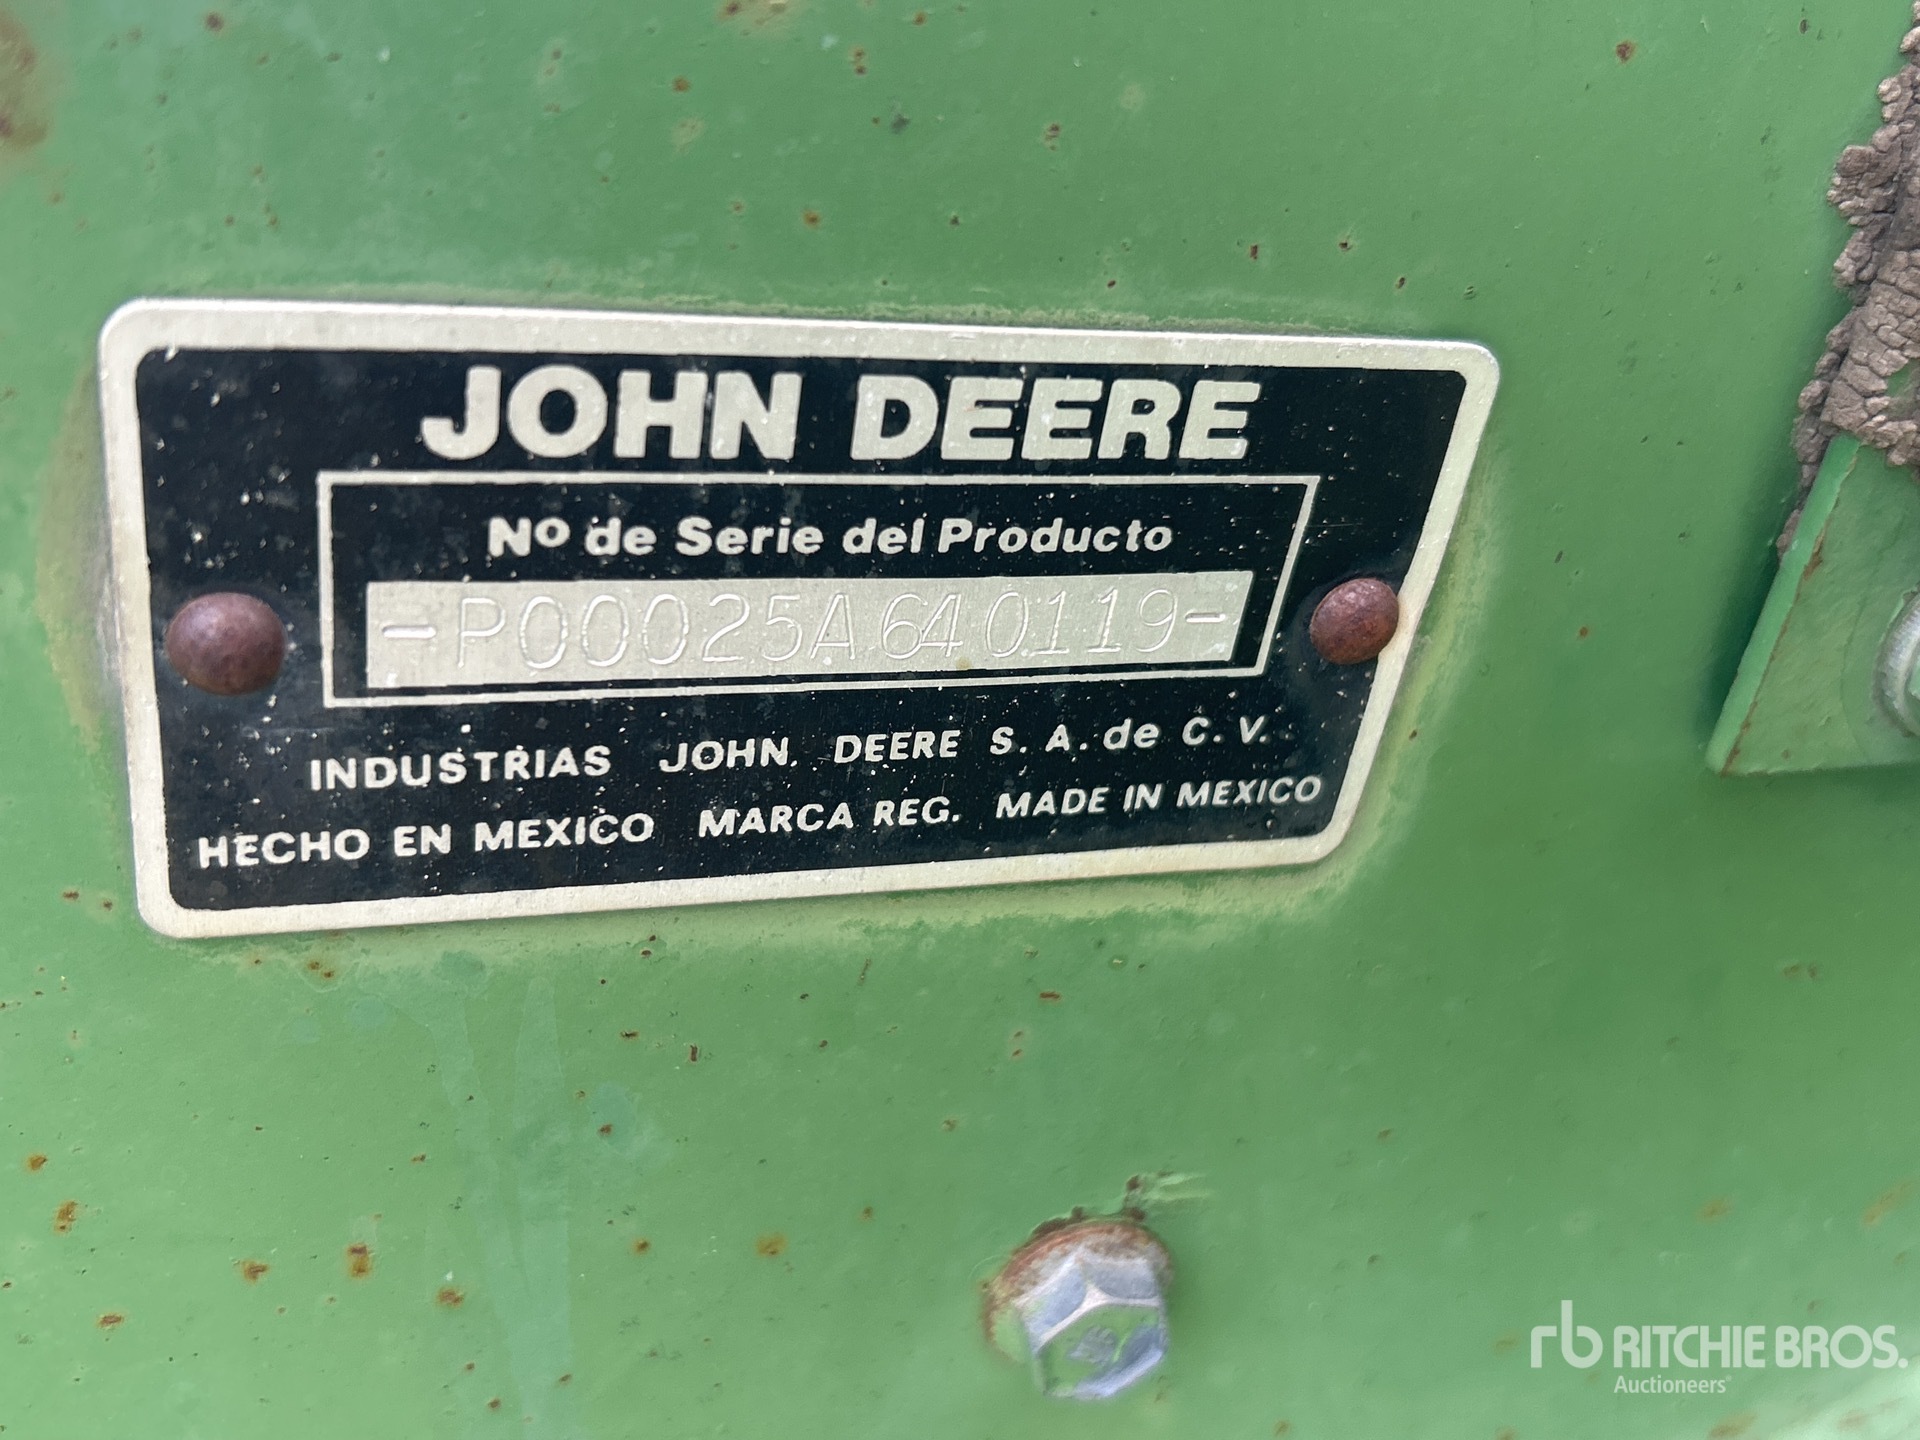 JOHN DEERE
Nº de Serie del Producto
-P00025A640119-
INDUSTRIAS JOHN DEERE S. A. de C. V.
HECHO EN MEXICO MARCA REG. MADE IN MEXICO
rb RITCHIE BROS.
Auctioneers